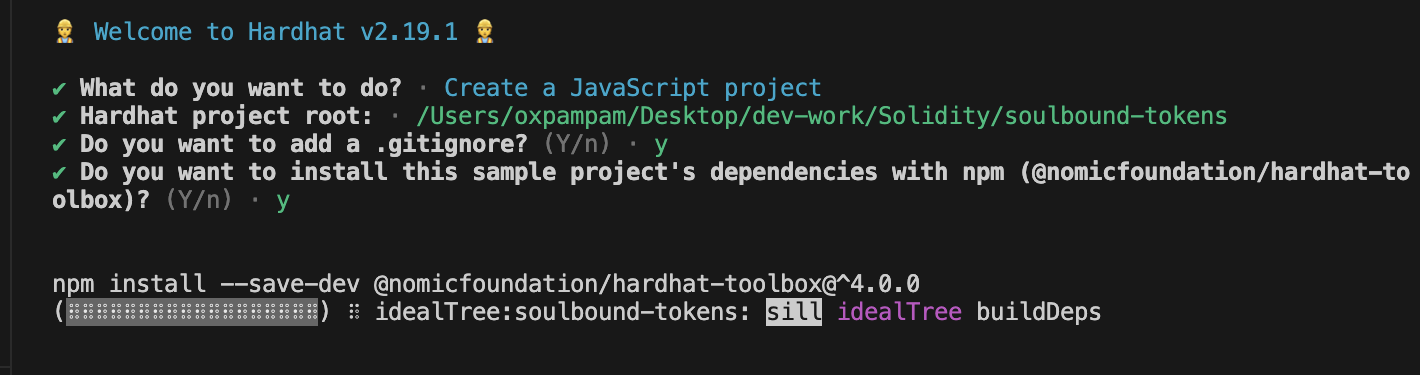 👷 Welcome to Hardhat v2.19.1 👷
✔ What do you want to do? · Create a JavaScript project
✔ Hardhat project root: · /Users/oxpampam/Desktop/dev-work/Solidity/soulbound-tokens
✔ Do you want to add a .gitignore? (Y/n) · y
✔ Do you want to install this sample project's dependencies with npm (@nomicfoundation/hardhat-to
olbox)? (Y/n) · y
npm install --save-dev @nomicfoundation/hardhat-toolbox@^4.0.0
(⠿⠿⠿⠿⠿⠿⠿⠿⠿⠿⠿⠿⠿⠿⠿⠿⠿⠿) ⠿ idealTree:soulbound-tokens: sill idealTree buildDeps